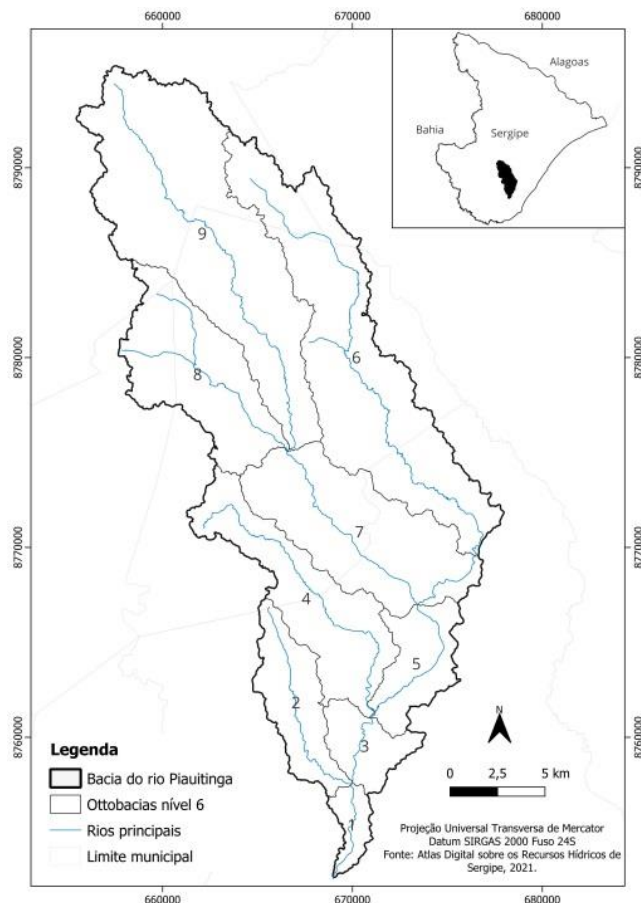 660000
670000
680000
Alagoas
Bahia
Sergipe
8790000
8790000
9
6
8780000
8780000
8
7
8770000
8770000
4
5
2
3
8760000
8760000
1
N
0 2,5 5 km
Legenda
Bacia do rio Piauitinga
Ottobacias nível 6
Rios principais
Limite municipal
Projeção Universal Transversa de Mercator
Datum SIRGAS 2000 Fuso 24S
Fonte: Atlas Digital sobre os Recursos Hídricos de
Sergipe, 2021.
660000
670000
680000